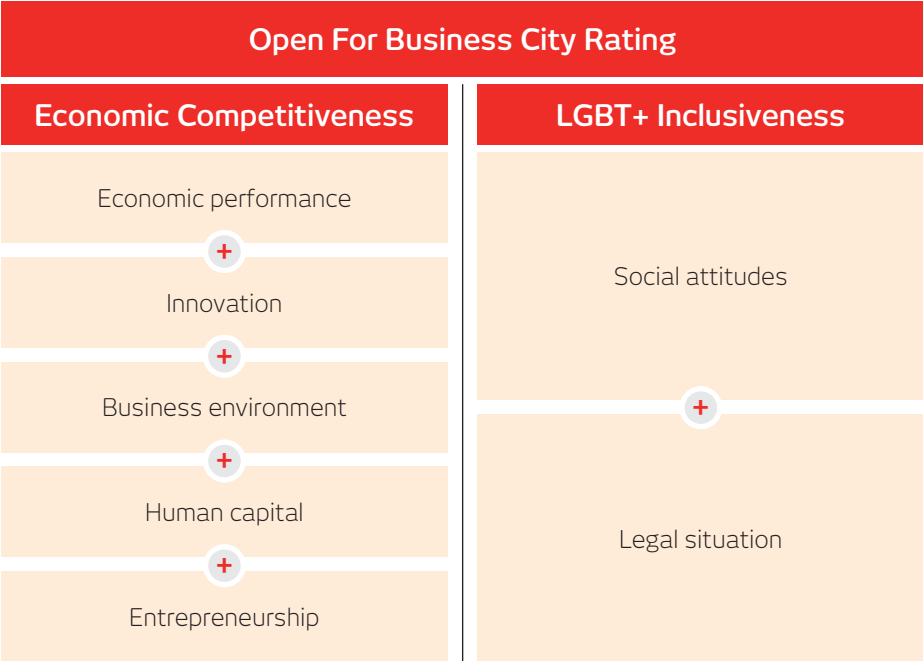 Open For Business City Rating
Economic Competitiveness
Economic performance
+
Innovation
+
Business environment
+
Human capital
+
Entrepreneurship
LGBT+ Inclusiveness
Social attitudes
+
Legal situation